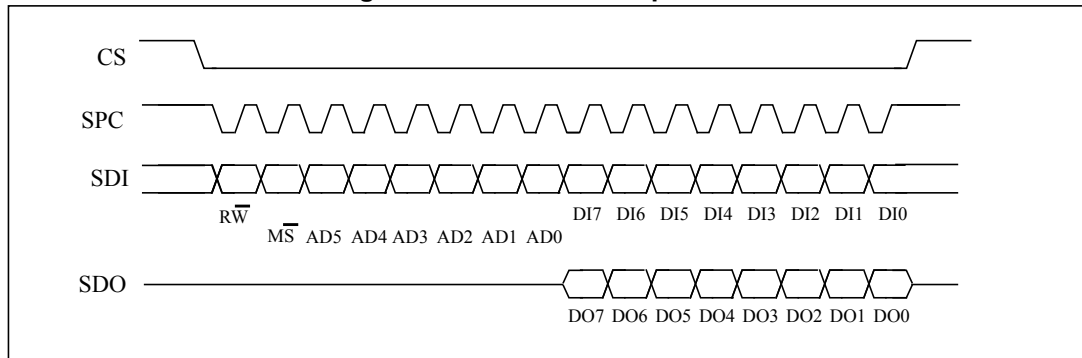 CS
SPC
SDI
RW̅ DI7 DI6 DI5 DI4 DI3 DI2 DI1 DI0
MS̅ AD5 AD4 AD3 AD2 AD1 AD0
SDO
DO7 DO6 DO5 DO4 DO3 DO2 DO1 DO0